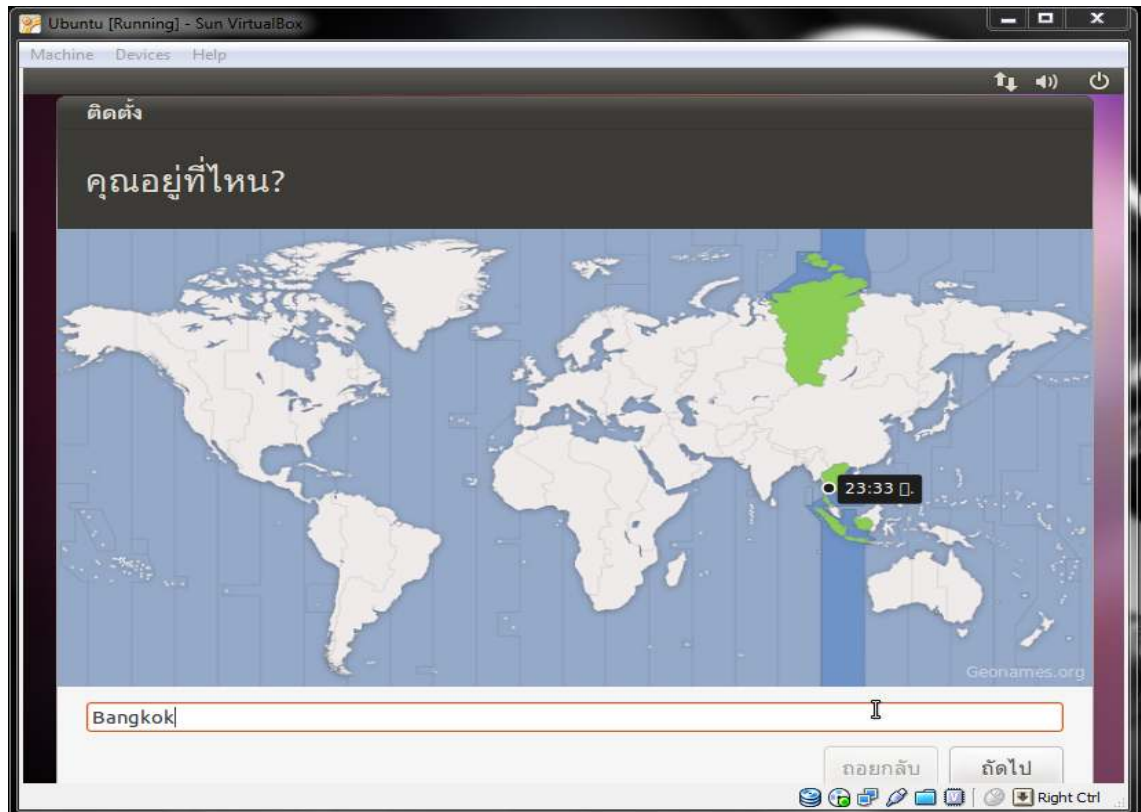 Ubuntu [Running] - Sun VirtualBox
Machine Devices Help
ติดตั้ง
คุณอยู่ที่ไหน?
23:33 ▯.
Geonames.org
Bangkok
ถอยกลับ ถัดไป
Right Ctrl